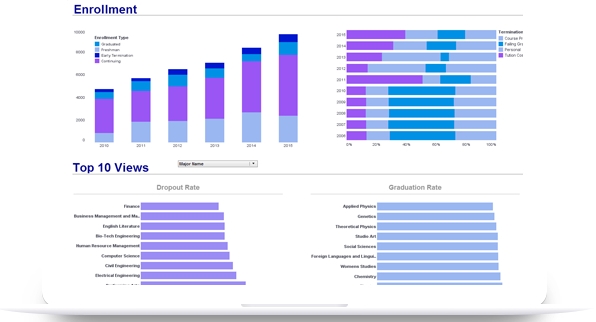 Enrollment
Enrollment Type
Graduated
Freshmen
Early Termination
Continuing
10000
8000
6000
4000
2000
0
2010
2011
2012
2013
2014
2015
Termination
Course Pr
Failing Gra
Personal
Tuition Cos
2015
2014
2013
2012
2011
2010
2009
2008
2007
2006
0%
20%
40%
60%
80%
100%
Top 10 Views
Major Name
Dropout Rate
Finance
Business Management and Ma..
English Literature
Bio-Tech Engineering
Human Resource Management
Computer Science
Civil Engineering
Electrical Engineering
Graduation Rate
Applied Physics
Genetics
Theoretical Physics
Studio Art
Social Sciences
Foreign Languages and Lingui..
Womens Studies
Chemistry